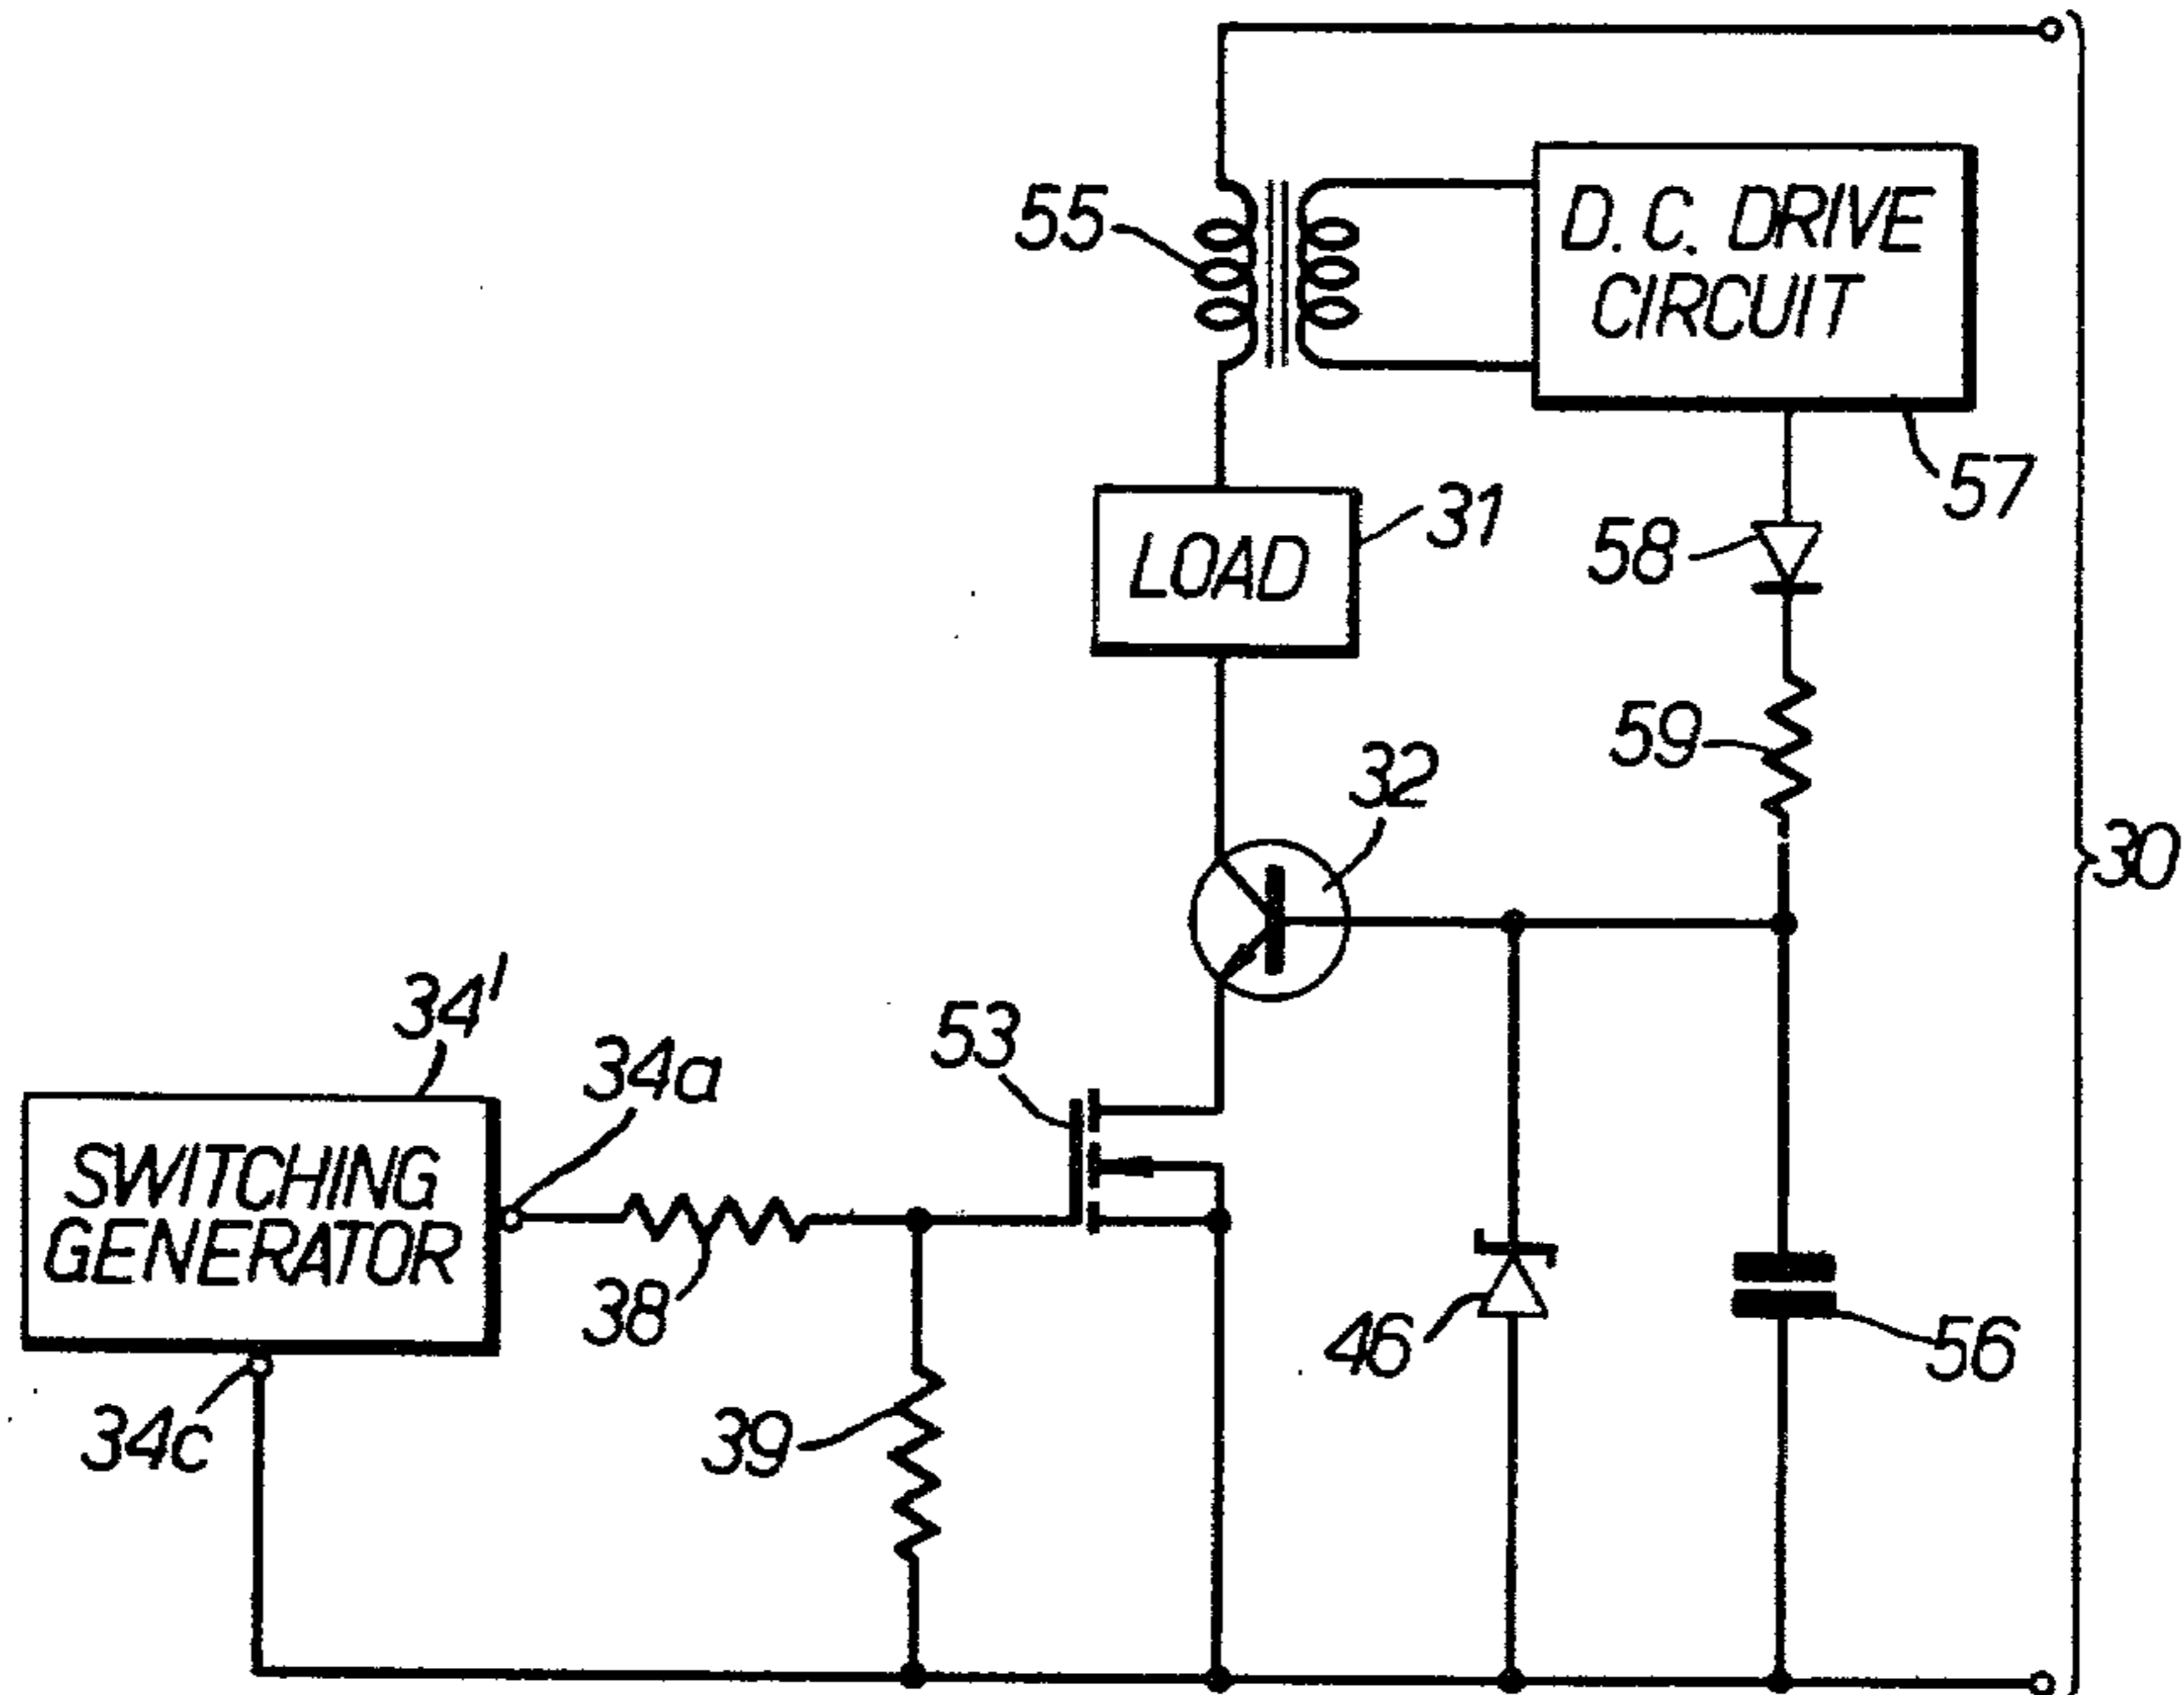 55
D. C. DRIVE
CIRCUIT
57
LOAD
31
58
59
32
30
34'
34a
53
SWITCHING
GENERATOR
38
46
56
34c
39